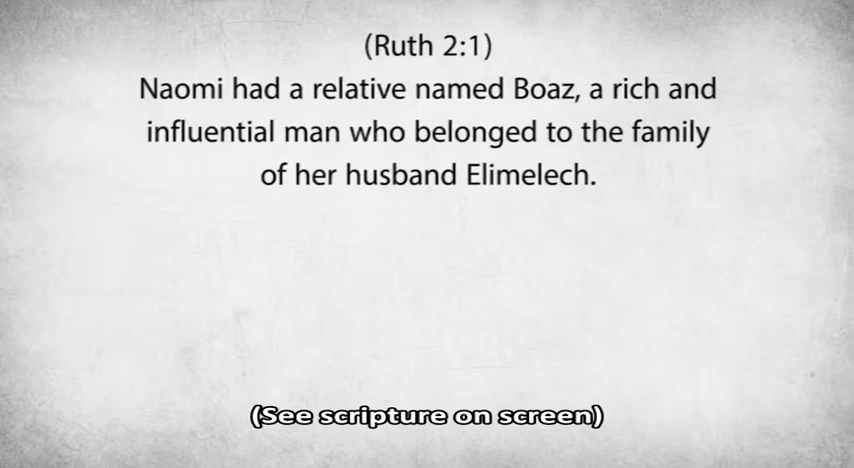 (Ruth 2:1)
Naomi had a relative named Boaz, a rich and
influential man who belonged to the family
of her husband Elimelech.
(See scripture on screen)